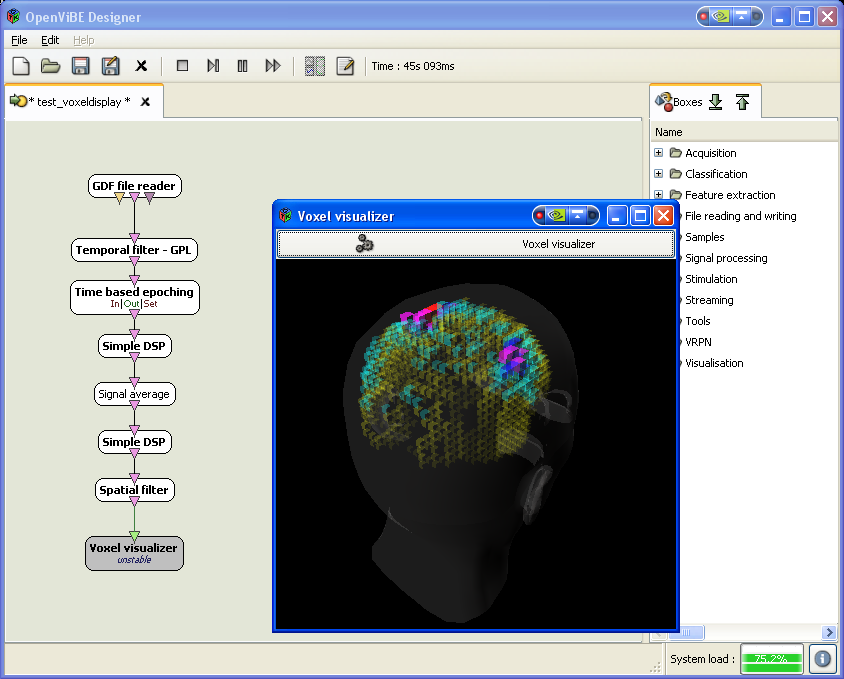 OpenViBE Designer
File Edit Help
Time : 45s 093ms
* test_voxeldisplay *
Boxes
Name
Acquisition
Classification
Feature extraction
File reading and writing
Samples
Signal processing
Stimulation
Streaming
Tools
VRPN
Visualisation
GDF file reader
Temporal filter - GPL
Time based epoching
In|Out|Set
Simple DSP
Signal average
Simple DSP
Spatial filter
Voxel visualizer
unstable
Voxel visualizer
Voxel visualizer
System load : 75.2%